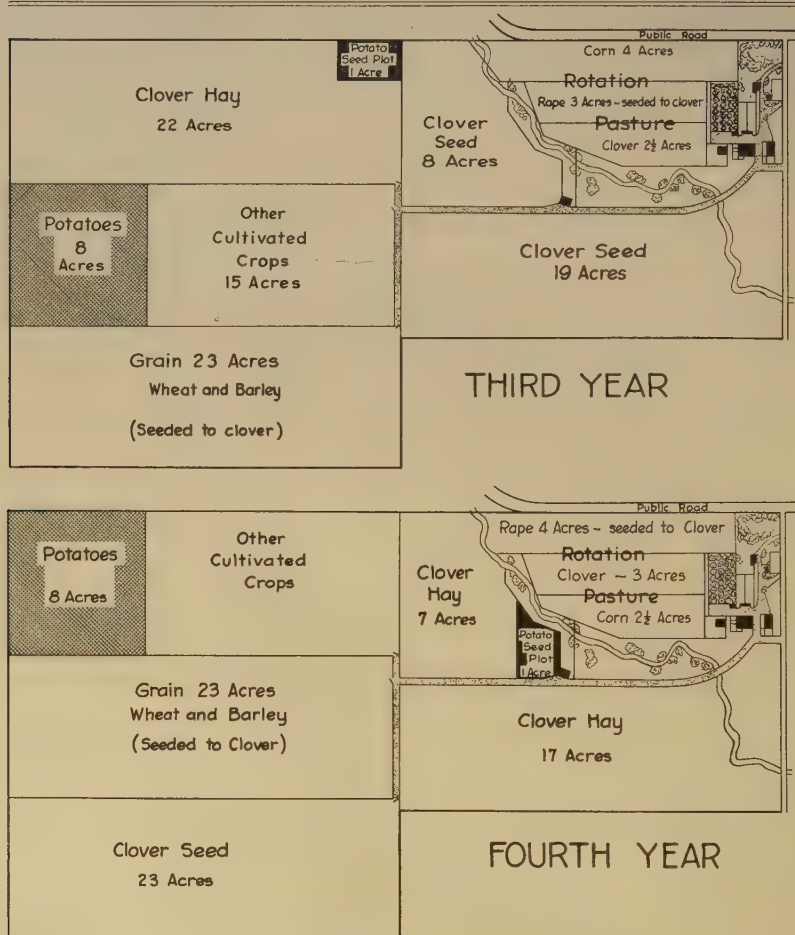 Public Road
Corn 4 Acres
Potato
Seed Plot
1 Acre
Clover Hay
22 Acres
Rotation
Rape 3 Acres - seeded to clover
Pasture
Clover 2½ Acres
Clover
Seed
8 Acres
Potatoes
8
Acres
Other
Cultivated
Crops
15 Acres
Clover Seed
19 Acres
Grain 23 Acres
Wheat and Barley
(Seeded to clover)
THIRD YEAR
Public Road
Rape 4 Acres - seeded to Clover
Potatoes
8 Acres
Other
Cultivated
Crops
Clover
Hay
7 Acres
Rotation
Clover - 3 Acres
Pasture
Corn 2½ Acres
Potato
Seed
Plot
1 Acre
Grain 23 Acres
Wheat and Barley
(Seeded to Clover)
Clover Hay
17 Acres
Clover Seed
23 Acres
FOURTH YEAR